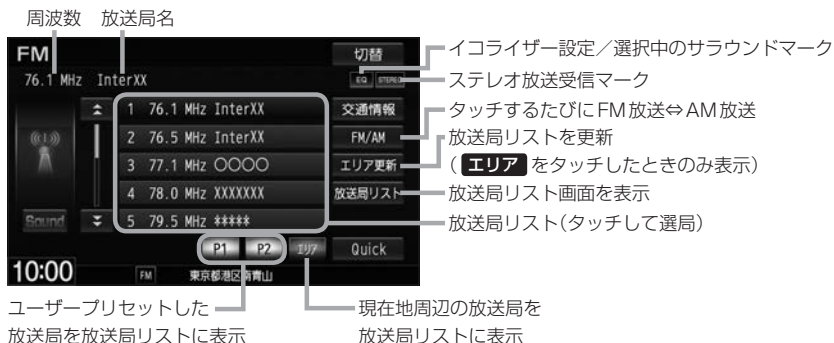 周波数 放送局名
FM
切替
イコライザー設定／選択中のサラウンドマーク
76.1 MHz InterXX
EQ STEREO
ステレオ放送受信マーク
1 76.1 MHz InterXX
交通情報
タッチするたびにFM放送⇔AM放送
2 76.5 MHz InterXX
FM/AM
放送局リストを更新
3 77.1 MHz ○○○○
エリア更新
（エリアをタッチしたときのみ表示）
4 78.0 MHz XXXXXXX
放送局リスト
放送局リスト画面を表示
Sound
5 79.5 MHz *****
放送局リスト（タッチして選局）
P1 P2 エリア Quick
10:00
FM
東京都港区南青山
ユーザープリセットした
放送局を放送局リストに表示
現在地周辺の放送局を
放送局リストに表示